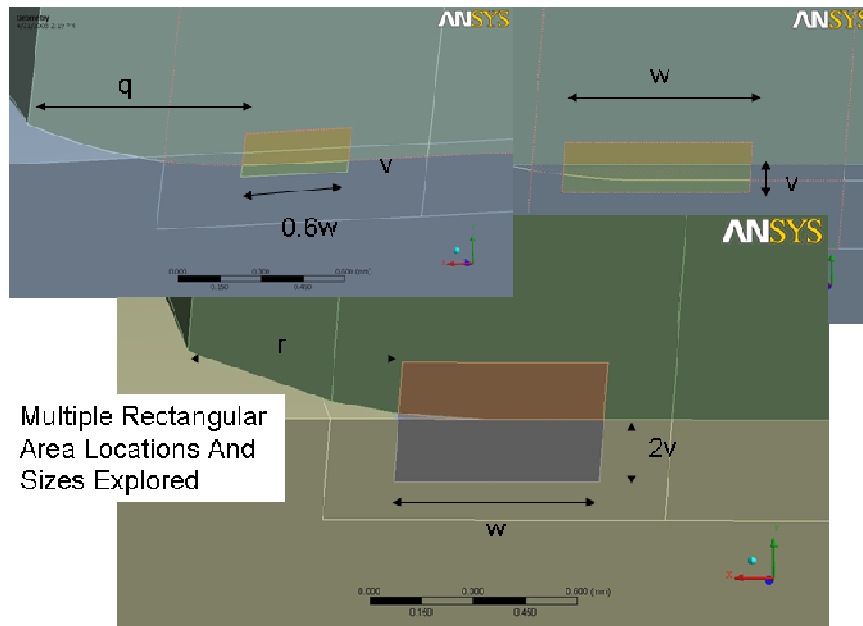 Geometry
ANSYS
ANSYS
q
w
v
v
0.6w
0.000 0.300 0.600 (mm)
0.150 0.450
ANSYS
r
Multiple Rectangular
Area Locations And
Sizes Explored
2v
w
Y
X
0.000 0.300 0.600 (mm)
0.150 0.450